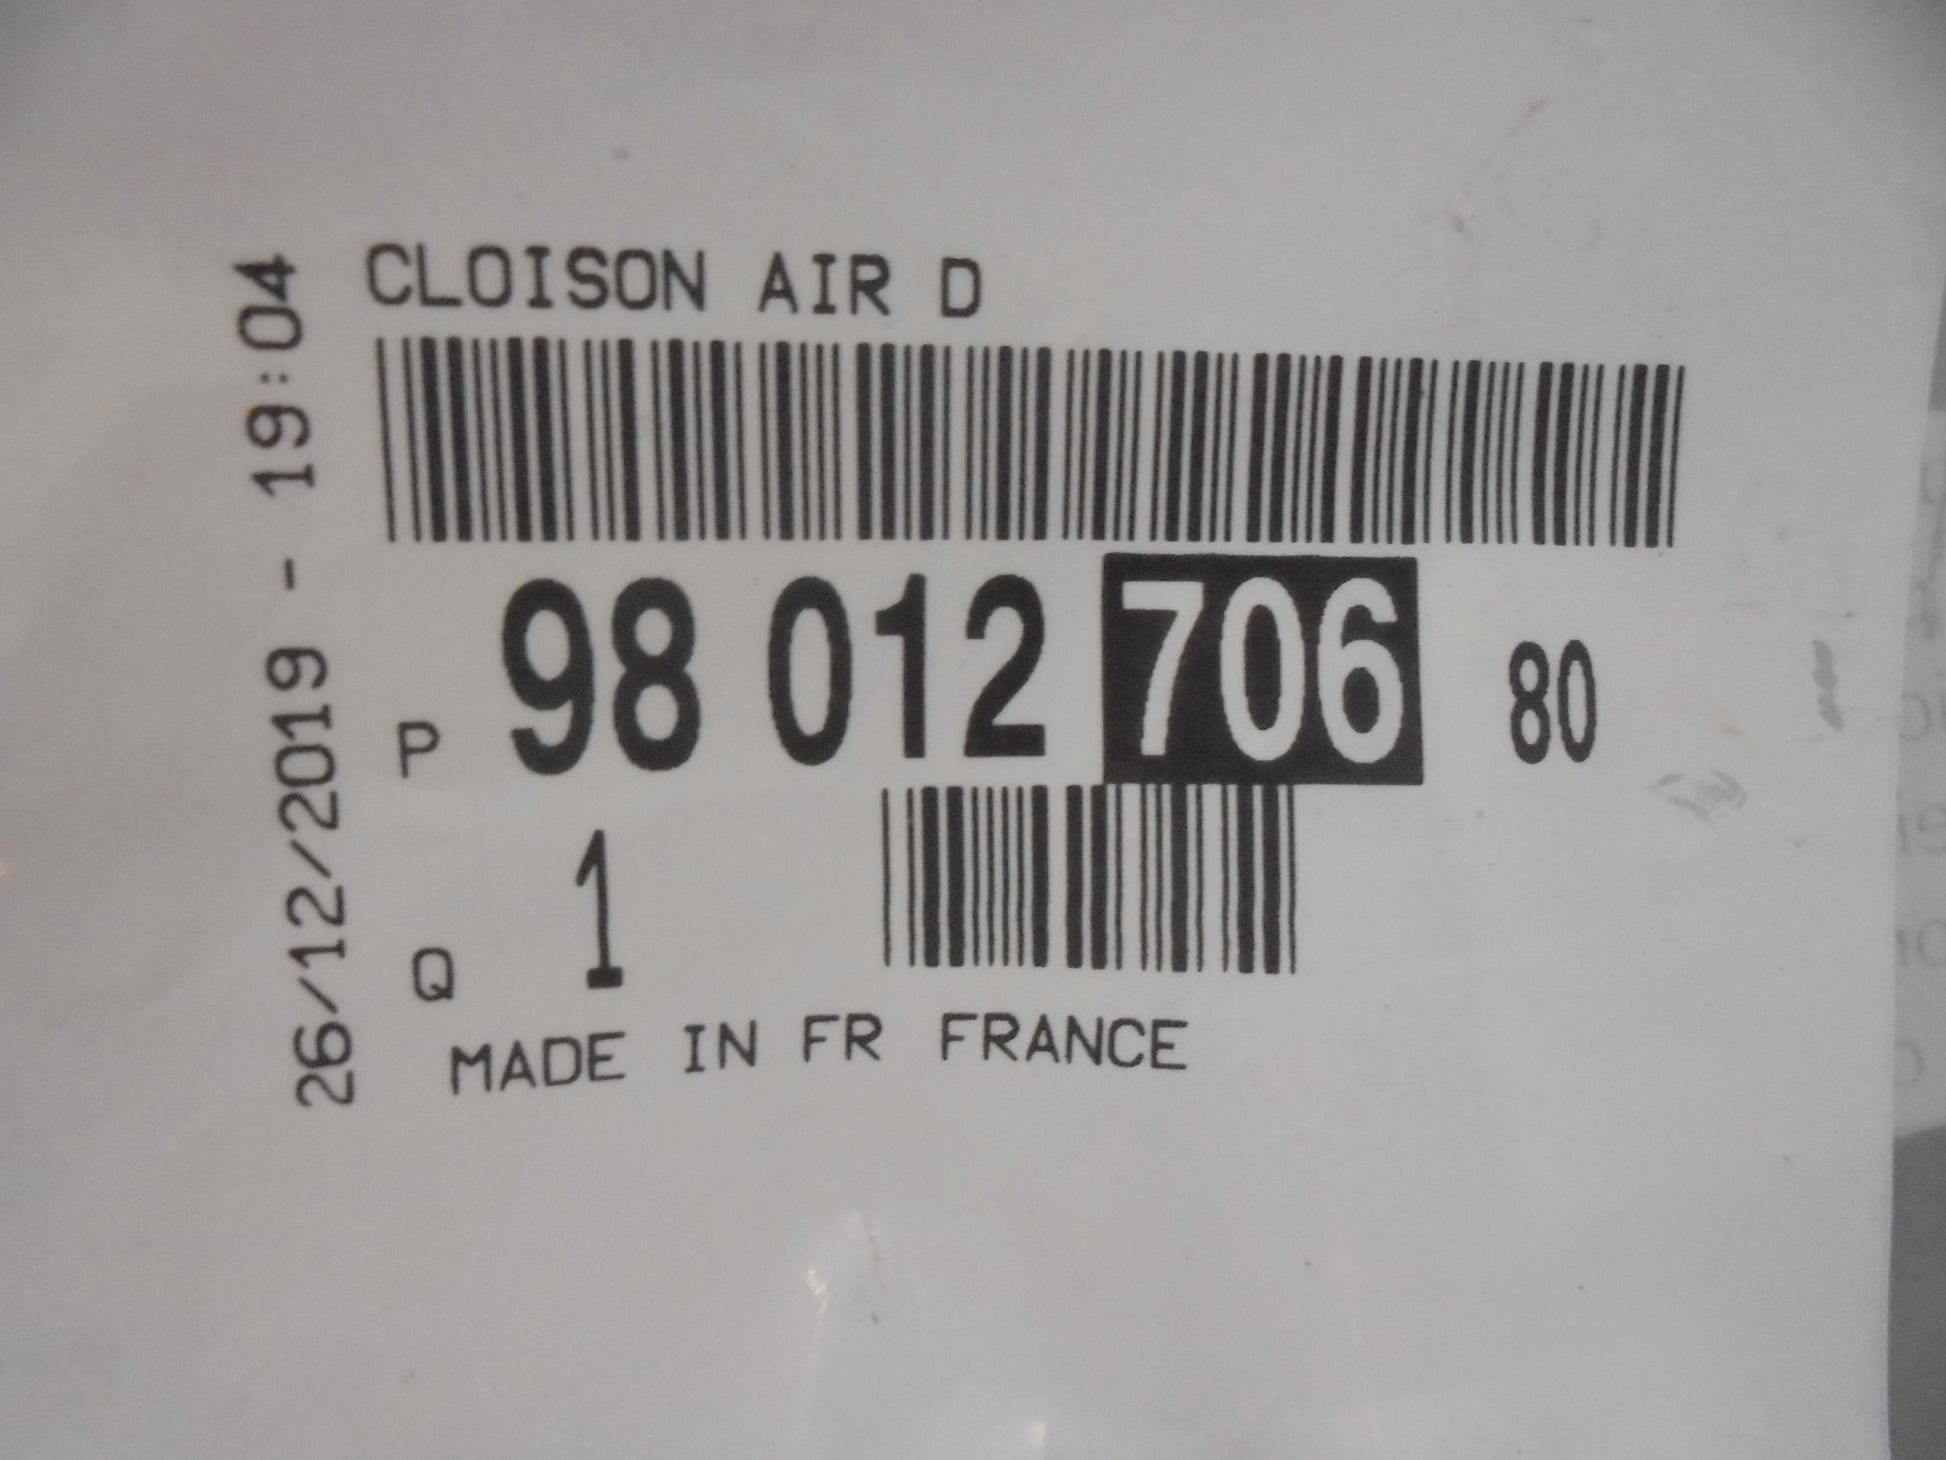 CLOISON AIR D
P 98 012 706 80
Q 1
MADE IN FR FRANCE
26/12/2019 - 19:04